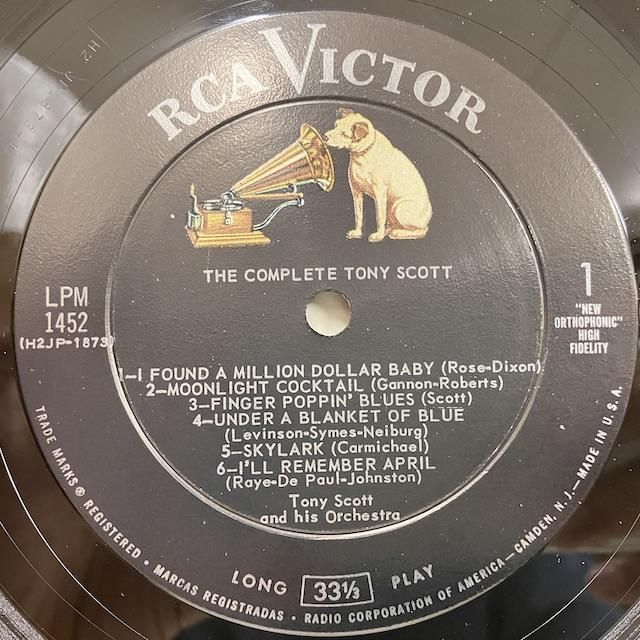 RCA VICTOR
THE COMPLETE TONY SCOTT
LPM
1452
(H2JP-1873)
1
"NEW
ORTHOPHONIC"
HIGH
FIDELITY
1—I FOUND A MILLION DOLLAR BABY (Rose-Dixon)
2—MOONLIGHT COCKTAIL (Gannon-Roberts)
3—FINGER POPPIN' BLUES (Scott)
4—UNDER A BLANKET OF BLUE
(Levinson-Symes-Neiburg)
5—SKYLARK (Carmichael)
6—I'LL REMEMBER APRIL
(Raye-De Paul-Johnston)
Tony Scott
and his Orchestra
LONG 33⅓ PLAY
TRADE MARKS ® REGISTERED • MARCAS REGISTRADAS • RADIO CORPORATION OF AMERICA—CAMDEN, N.J.—MADE IN U.S.A.